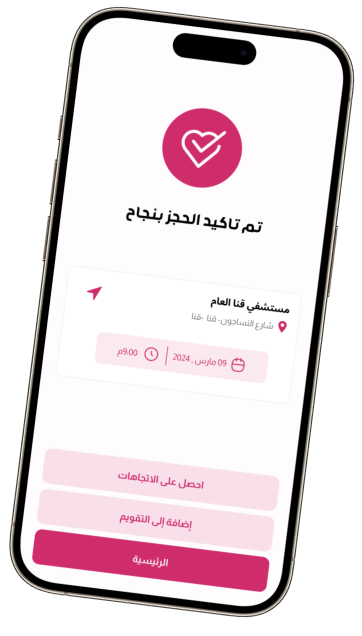 تم تاكيد الحجز بنجاح
مستشفي قنا العام
شارع النساجون- قنا -قنا
09 مارس , 2024
9:00م
احصل على الاتجاهات
إضافة إلى التقويم
الرئيسية